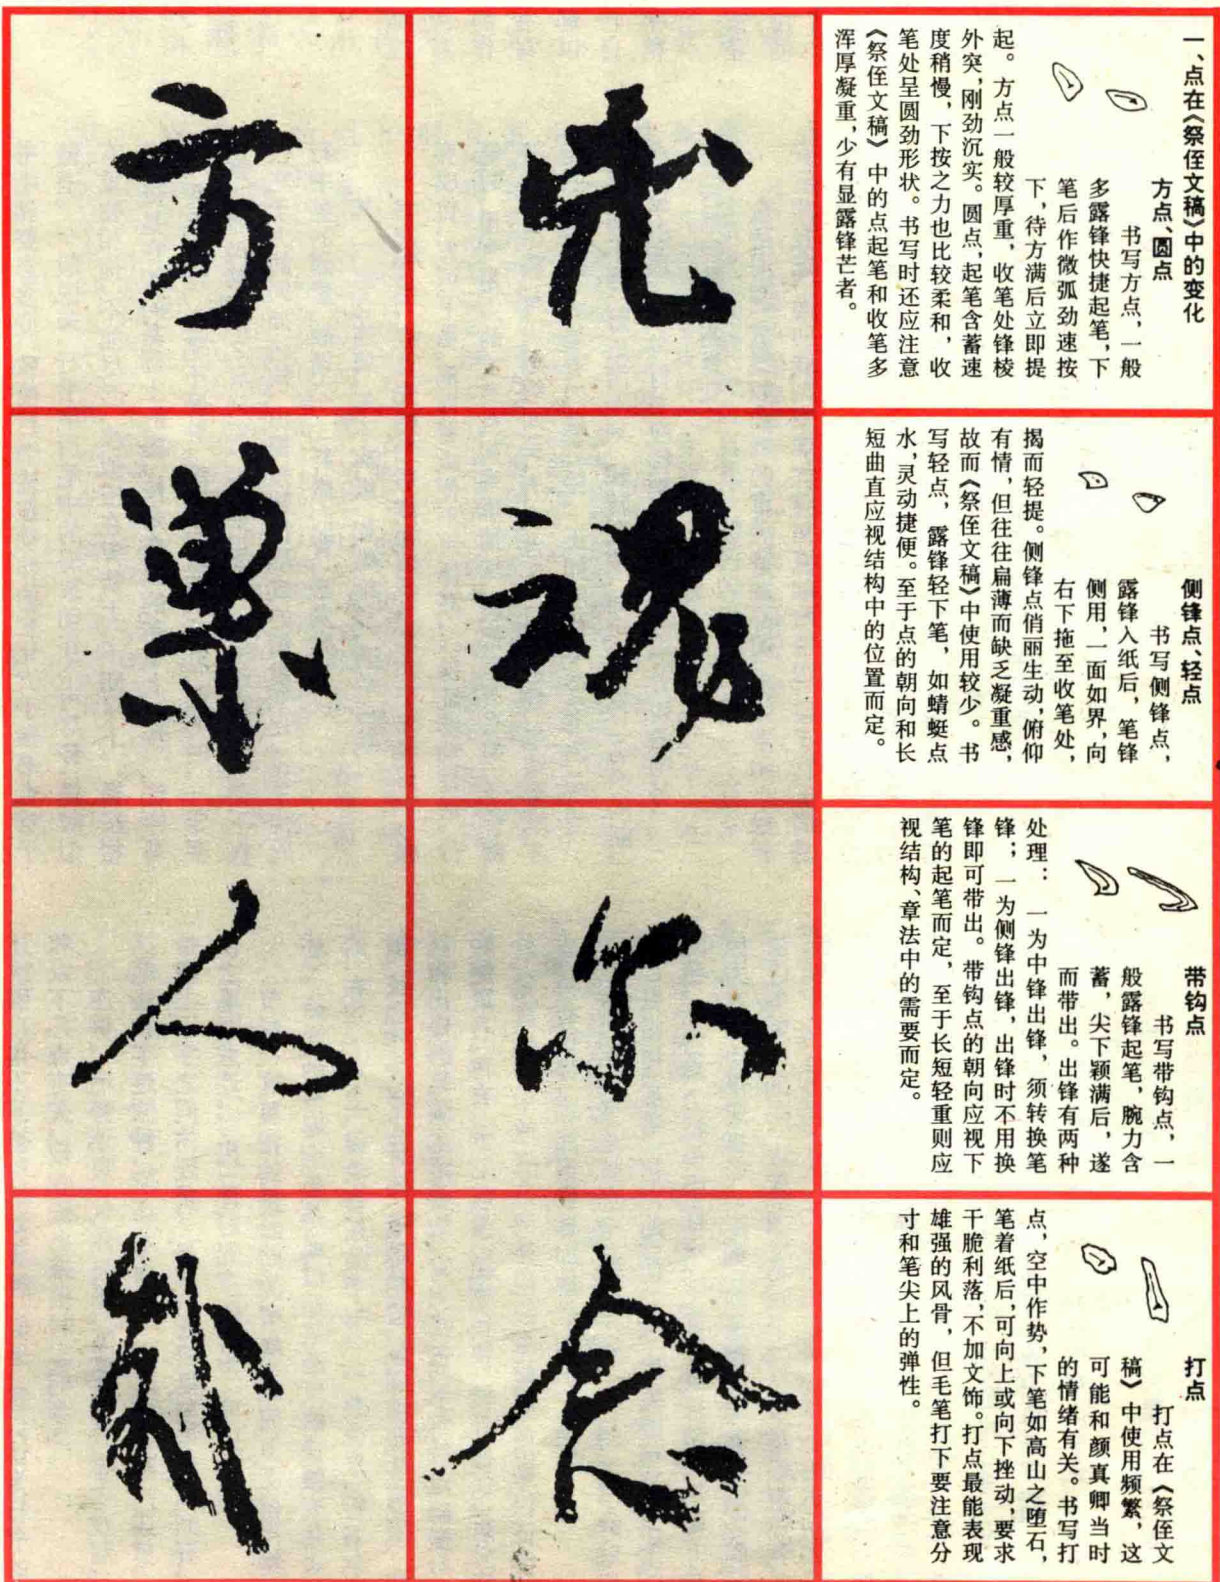 一、点在《祭侄文稿》中的变化
方点、圆点
书写方点，一般
多露锋快捷起笔，下
笔后作微弧劲速按
下，待方满后立即提
起。方点一般较厚重，收笔处锋棱
外突，刚劲沉实。圆点，起笔含蓄速
度稍慢，下按之力也比较柔和，收
笔处呈圆劲形状。书写时还应注意
《祭侄文稿》中的点起笔和收笔多
浑厚凝重，少有显露锋芒者。
光
方
侧锋点、轻点
书写侧锋点，
露锋入纸后，笔锋
侧用，一面如界，向
右下拖至收笔处，
揭而轻提。侧锋点俏丽生动，俯仰
有情，但往往扁薄而缺乏凝重感，
故而《祭侄文稿》中使用较少。书
写轻点，露锋轻下笔，如蜻蜓点
水，灵动捷便。至于点的朝向和长
短曲直应视结构中的位置而定。
魂
巢
带钩点
书写带钩点，一
般露锋起笔，腕力含
蓄，尖下颖满后，遂
而带出。出锋有两种
处理：一为中锋出锋，须转换笔
锋；一为侧锋出锋，出锋时不用换
锋即可带出。带钩点的朝向应视下
笔的起笔而定，至于长短轻重则应
视结构、章法中的需要而定。
尔
人
打点
打点在《祭侄文
稿》中使用频繁，这
可能和颜真卿当时
的情绪有关。书写打
点，空中作势，下笔如高山之堕石，
笔着纸后，可向上或向下挫动，要求
干脆利落，不加文饰。打点最能表现
雄强的风骨，但毛笔打下要注意分
寸和笔尖上的弹性。
念
哉